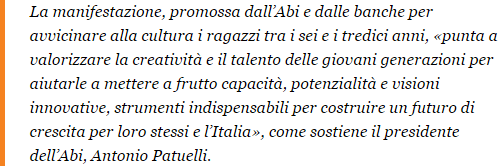 La manifestazione, promossa dall’Abi e dalle banche per
avvicinare alla cultura i ragazzi tra i sei e i tredici anni, «punta a
valorizzare la creatività e il talento delle giovani generazioni per
aiutarle a mettere a frutto capacità, potenzialità e visioni
innovative, strumenti indispensabili per costruire un futuro di
crescita per loro stessi e l’Italia», come sostiene il presidente
dell’Abi, Antonio Patuelli.